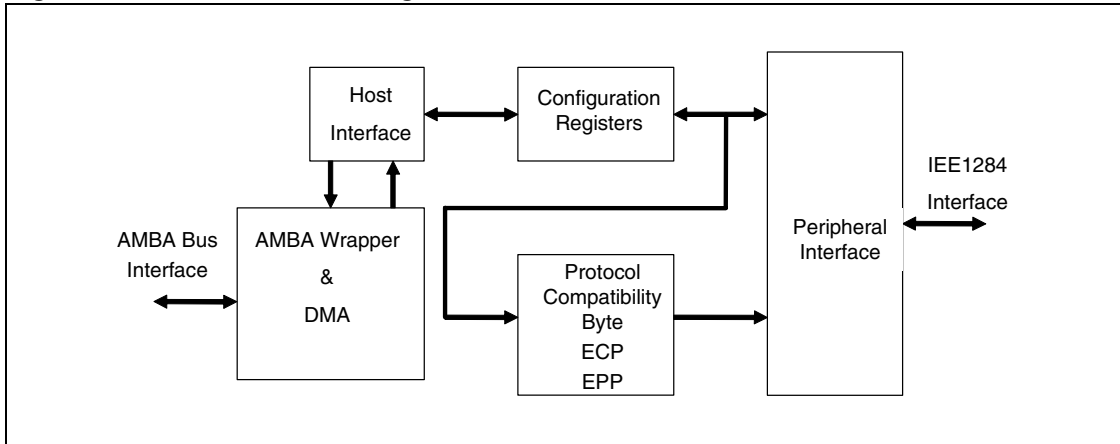 Host
Interface
Configuration
Registers
IEE1284
Interface
Peripheral
Interface
AMBA Bus
Interface
AMBA Wrapper
&
DMA
Protocol
Compatibility
Byte
ECP
EPP